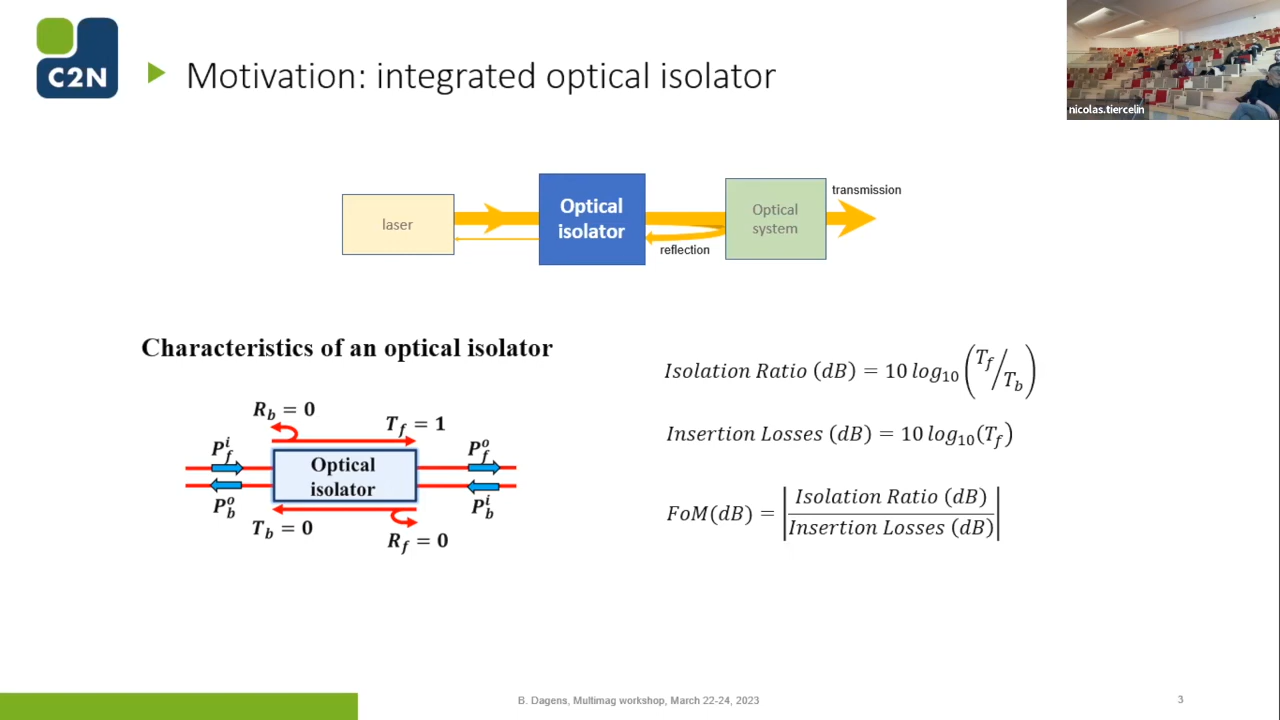 C2N
Motivation: integrated optical isolator
nicolas.tiercelin
laser
Optical
isolator
Optical
system
transmission
reflection
Characteristics of an optical isolator
R_b = 0
T_f = 1
P_f^i
P_b^o
Optical
isolator
P_f^o
P_b^i
T_b = 0
R_f = 0
Isolation Ratio (dB) = 10 log₁₀ (T_f/T_b)
Insertion Losses (dB) = 10 log₁₀(T_f)
FoM(dB) = |Isolation Ratio (dB)
Insertion Losses (dB)|
B. Dagens, Multimag workshop, March 22-24, 2023
3